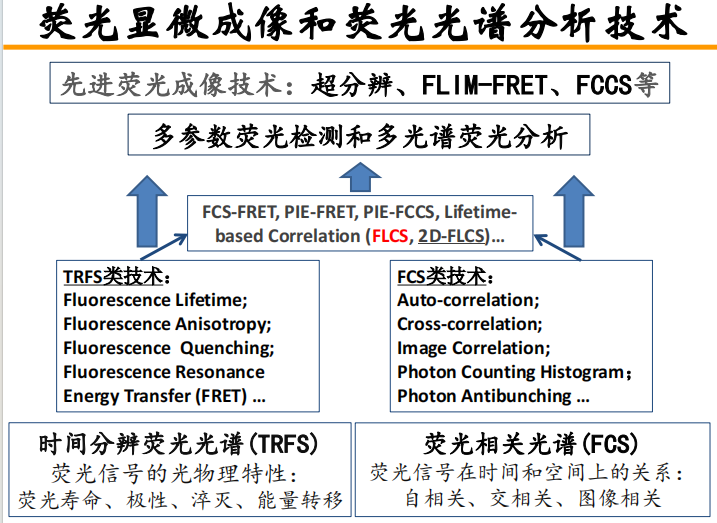 荧光显微成像和荧光光谱分析技术
先进荧光成像技术：超分辨、FLIM-FRET、FCCS等
多参数荧光检测和多光谱荧光分析
FCS-FRET, PIE-FRET, PIE-FCCS, Lifetime-
based Correlation (FLCS, 2D-FLCS)…
TRFS类技术：
Fluorescence Lifetime;
Fluorescence Anisotropy;
Fluorescence Quenching;
Fluorescence Resonance
Energy Transfer (FRET) …
FCS类技术：
Auto-correlation;
Cross-correlation;
Image Correlation;
Photon Counting Histogram；
Photon Antibunching …
时间分辨荧光光谱(TRFS)
荧光信号的光物理特性：
荧光寿命、极性、淬灭、能量转移
荧光相关光谱(FCS)
荧光信号在时间和空间上的关系：
自相关、交相关、图像相关